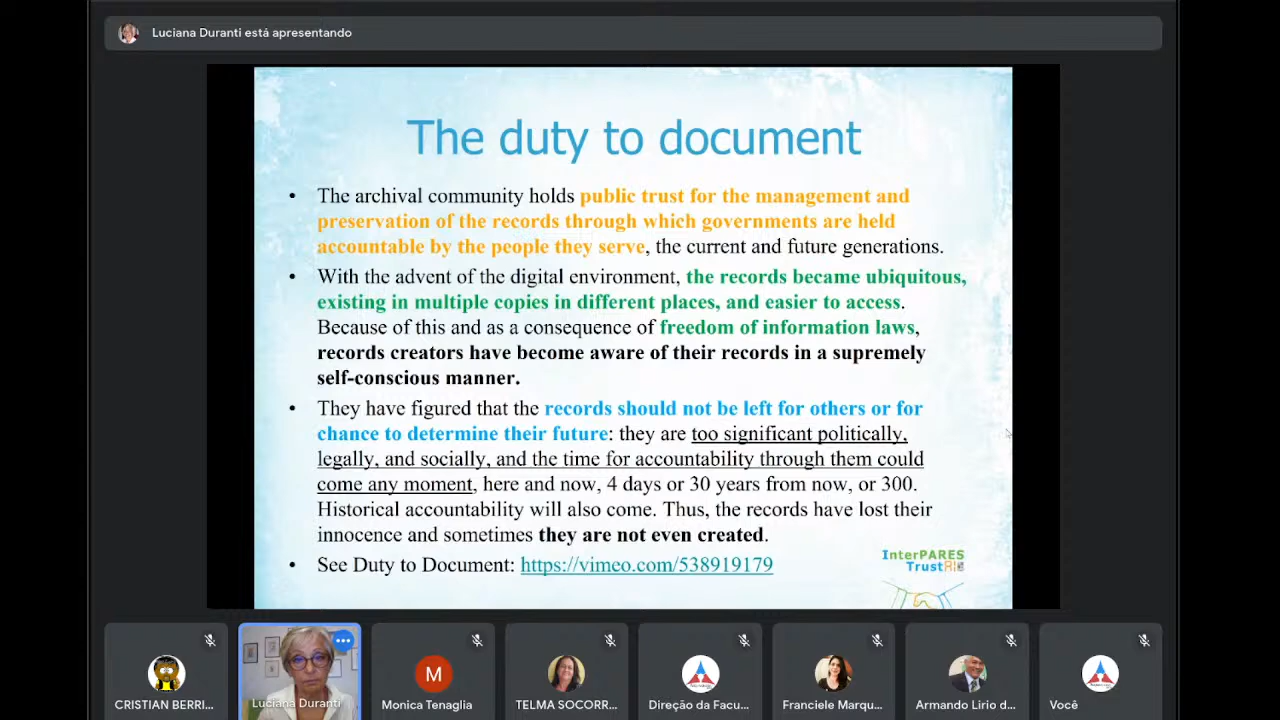 Luciana Duranti está apresentando
The duty to document
• The archival community holds public trust for the management and
preservation of the records through which governments are held
accountable by the people they serve, the current and future generations.
• With the advent of the digital environment, the records became ubiquitous,
existing in multiple copies in different places, and easier to access.
Because of this and as a consequence of freedom of information laws,
records creators have become aware of their records in a supremely
self-conscious manner.
• They have figured that the records should not be left for others or for
chance to determine their future: they are too significant politically,
legally, and socially, and the time for accountability through them could
come any moment, here and now, 4 days or 30 years from now, or 300.
Historical accountability will also come. Thus, the records have lost their
innocence and sometimes they are not even created.
• See Duty to Document: https://vimeo.com/538919179
InterPARES
Trust
CRISTIAN BERRI...
Luciana Duranti
M
Monica Tenaglia
TELMA SOCORR...
Direção da Facu...
Franciele Marqu...
Armando Lirio d...
Você